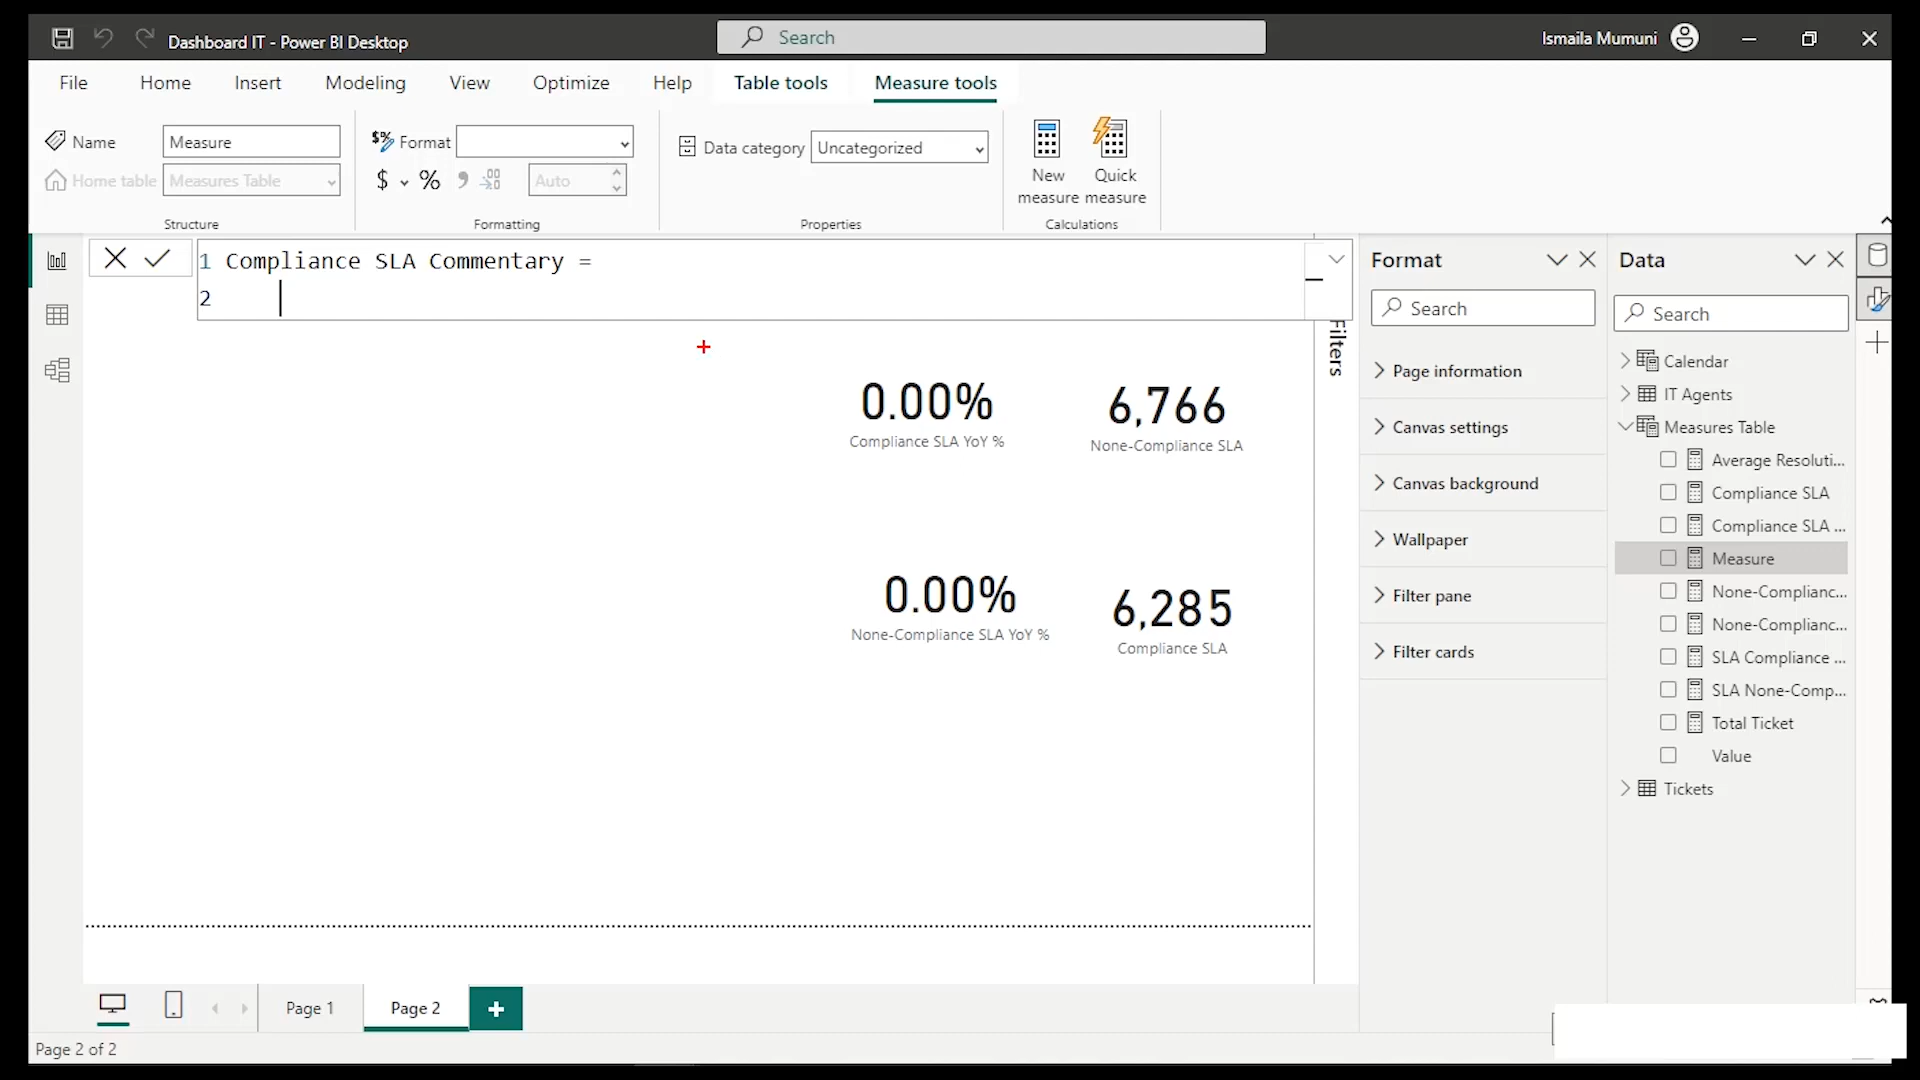 Dashboard IT - Power BI Desktop
Search
Ismaila Mumuni
File
Home
Insert
Modeling
View
Optimize
Help
Table tools
Measure tools
Name
Measure
Home table
Measures Table
Structure
$% Format
$ %
Auto
Formatting
Data category
Uncategorized
Properties
New
measure
Quick
measure
Calculations
1 Compliance SLA Commentary =
2
Filters
0.00%
Compliance SLA YoY %
6,766
None-Compliance SLA
0.00%
None-Compliance SLA YoY %
6,285
Compliance SLA
Format
Search
Page information
Canvas settings
Canvas background
Wallpaper
Filter pane
Filter cards
Data
Search
Calendar
IT Agents
Measures Table
Average Resoluti...
Compliance SLA
Compliance SLA ...
Measure
None-Complianc...
None-Complianc...
SLA Compliance ...
SLA None-Comp...
Total Ticket
Value
Tickets
Page 1
Page 2
Page 2 of 2